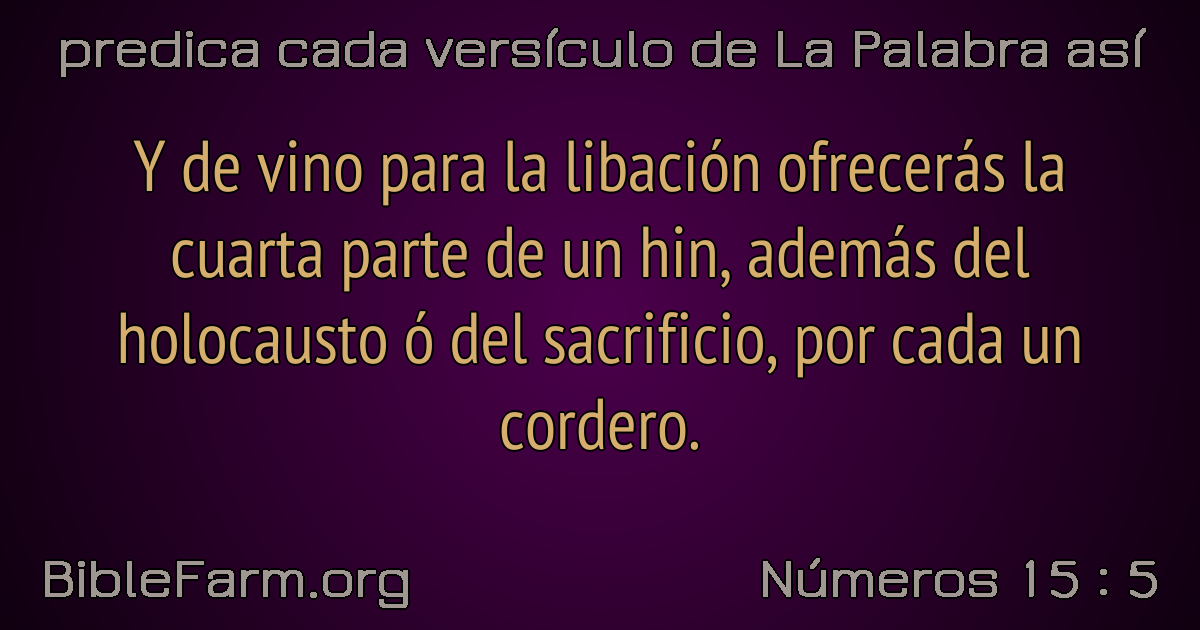 predica cada versículo de La Palabra así
Y de vino para la libación ofrecerás la
cuarta parte de un hin, además del
holocausto ó del sacrificio, por cada un
cordero.
BibleFarm.org
Números 15 : 5